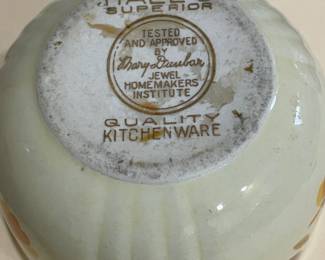 SUPERIOR
TESTED
AND APPROVED
BY
Mary Dunbar
JEWEL
HOMEMAKERS
INSTITUTE
QUALITY
KITCHENWARE